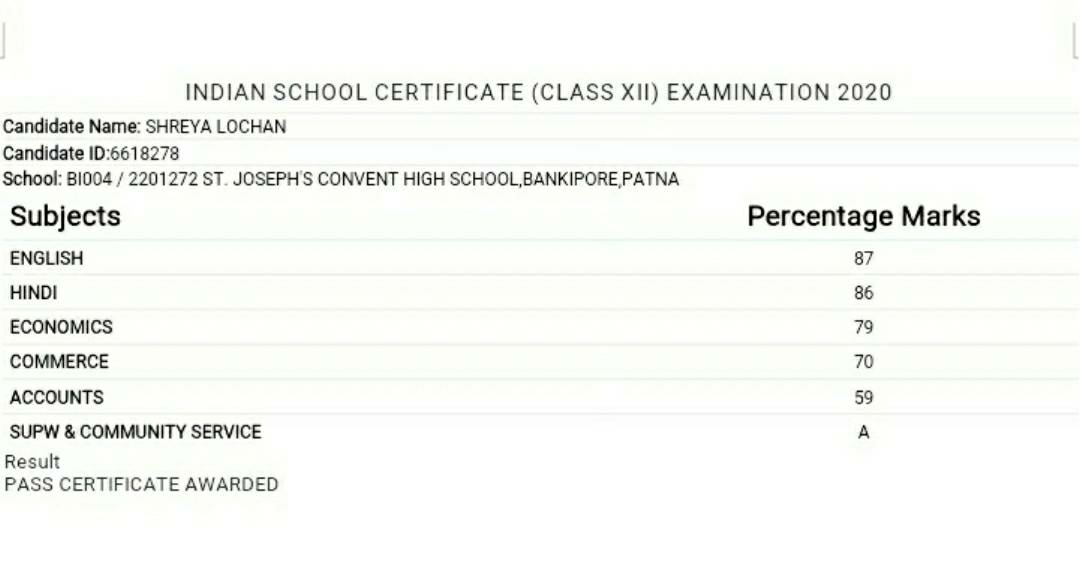 INDIAN SCHOOL CERTIFICATE (CLASS XII) EXAMINATION 2020
Candidate Name: SHREYA LOCHAN
Candidate ID:6618278
School: BI004 / 2201272 ST. JOSEPH'S CONVENT HIGH SCHOOL,BANKIPORE,PATNA
Subjects Percentage Marks
ENGLISH 87
HINDI 86
ECONOMICS 79
COMMERCE 70
ACCOUNTS 59
SUPW & COMMUNITY SERVICE A
Result
PASS CERTIFICATE AWARDED